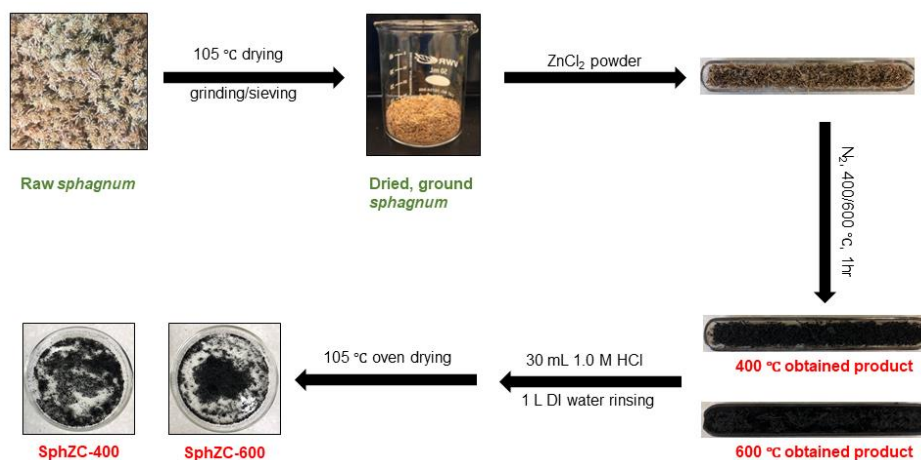 105 ℃ drying
grinding/sieving
ZnCl₂ powder
VWR
Raw sphagnum
Dried, ground
sphagnum
N₂, 400/600 ℃, 1hr
400 ℃ obtained product
30 mL 1.0 M HCl
1 L DI water rinsing
105 ℃ oven drying
600 ℃ obtained product
SphZC-400
SphZC-600